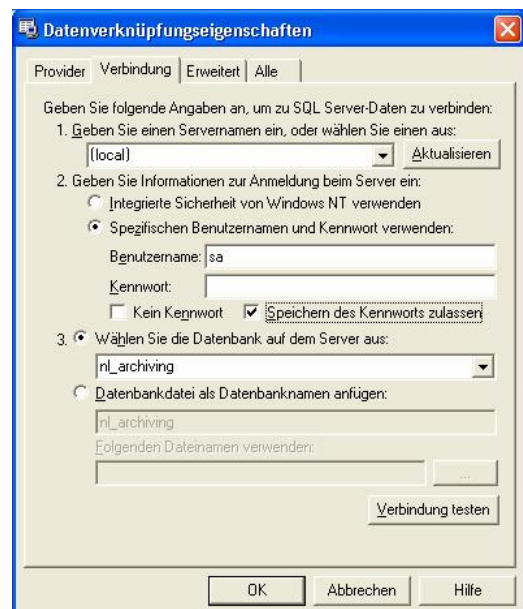 Datenverknüpfungseigenschaften
Provider Verbindung Erweitert Alle
Geben Sie folgende Angaben an, um zu SQL Server-Daten zu verbinden:
1. Geben Sie einen Servernamen ein, oder wählen Sie einen aus:
(local) Aktualisieren
2. Geben Sie Informationen zur Anmeldung beim Server ein:
Integrierte Sicherheit von Windows NT verwenden
Spezifischen Benutzernamen und Kennwort verwenden:
Benutzername: sa
Kennwort:
Kein Kennwort Speichern des Kennworts zulassen
3. Wählen Sie die Datenbank auf dem Server aus:
nl_archiving
Datenbankdatei als Datenbanknamen anfügen:
nl_archiving
Folgenden Dateinamen verwenden:
...
Verbindung testen
OK Abbrechen Hilfe